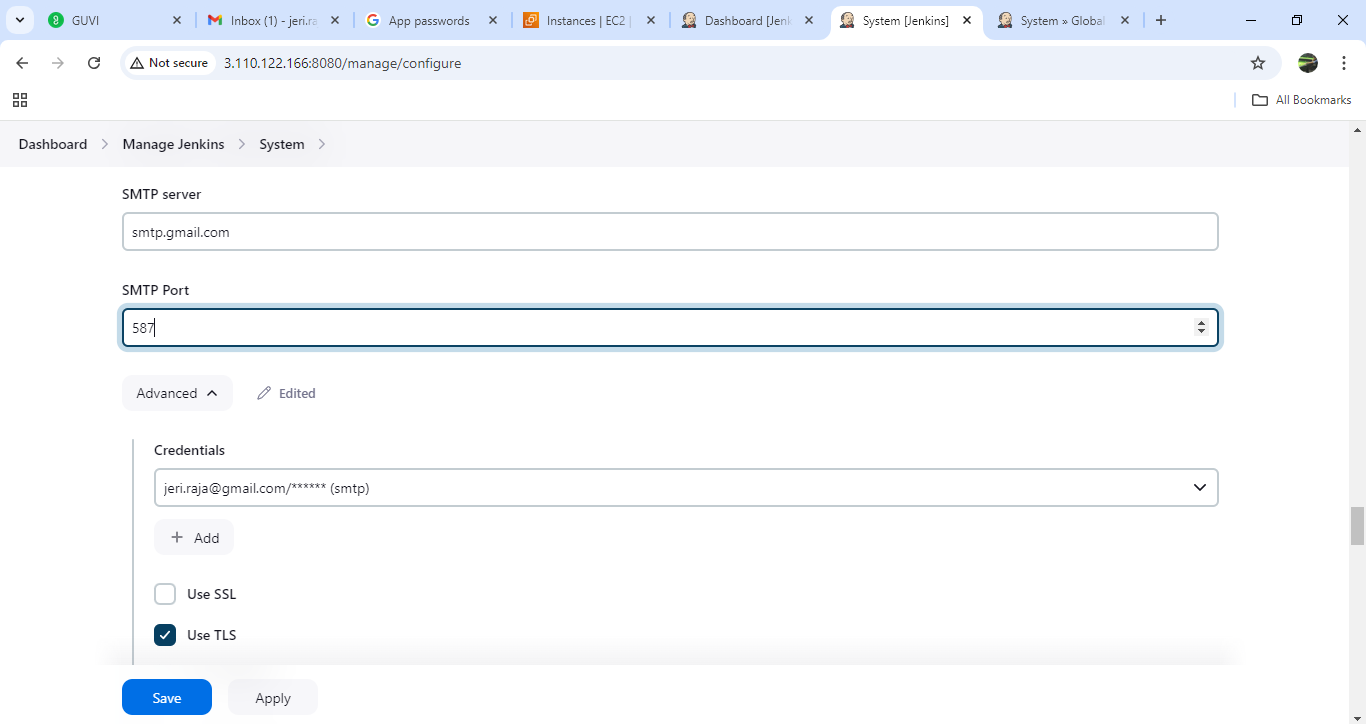 GUVI
Inbox (1) - jeri.ra
App passwords
Instances | EC2 |
Dashboard [Jenk
System [Jenkins]
System » Global
Not secure
3.110.122.166:8080/manage/configure
All Bookmarks
Dashboard
Manage Jenkins
System
SMTP server
smtp.gmail.com
SMTP Port
587
Advanced
Edited
Credentials
jeri.raja@gmail.com/****** (smtp)
Add
Use SSL
Use TLS
Save
Apply